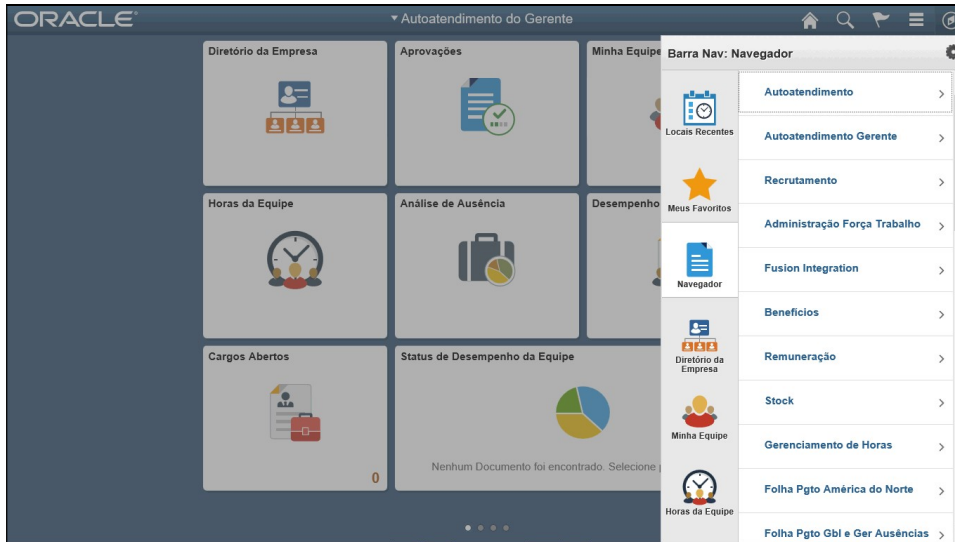 ORACLE
Autoatendimento do Gerente
Diretório da Empresa
Aprovações
Minha Equipe
Horas da Equipe
Análise de Ausência
Desempenho
Cargos Abertos
0
Status de Desempenho da Equipe
Nenhum Documento foi encontrado. Selecione
Barra Nav: Navegador
Locais Recentes
Meus Favoritos
Navegador
Diretório da
Empresa
Minha Equipe
Horas da Equipe
Autoatendimento
Autoatendimento Gerente
Recrutamento
Administração Força Trabalho
Fusion Integration
Benefícios
Remuneração
Stock
Gerenciamento de Horas
Folha Pgto América do Norte
Folha Pgto Gbl e Ger Ausências